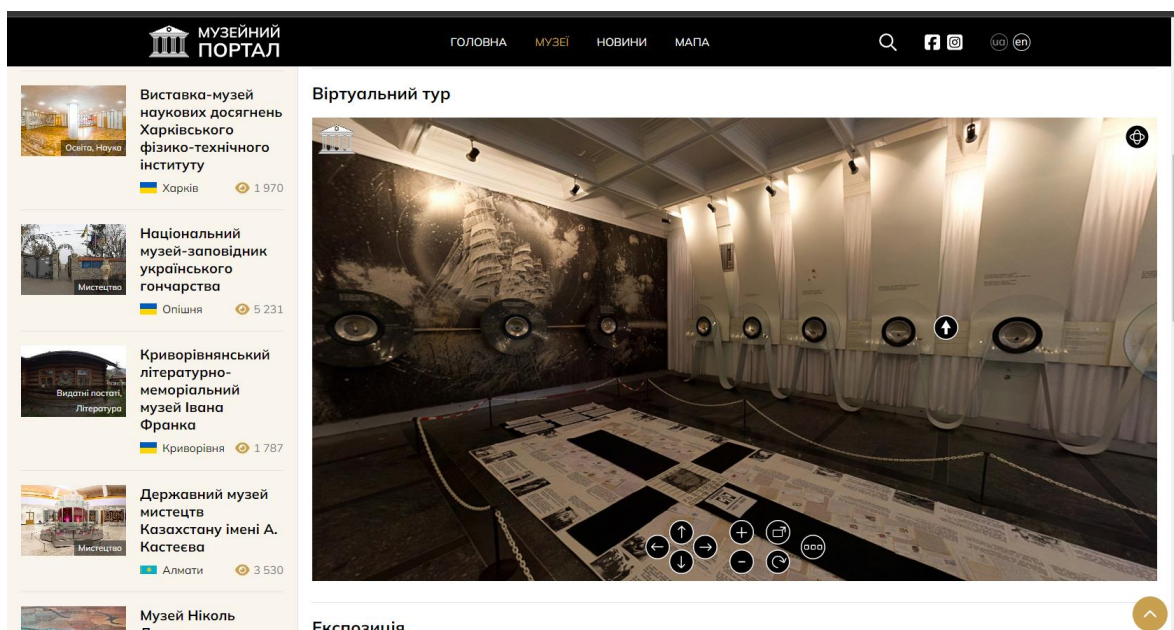 МУЗЕЙНИЙ
ПОРТАЛ
ГОЛОВНА
МУЗЕЇ
НОВИНИ
МАПА
ua
en
Виставка-музей
наукових досягнень
Харківського
фізико-технічного
інституту
Освіта, Наука
Харків
1 970
Національний
музей-заповідник
українського
гончарства
Мистецтво
Опішня
5 231
Криворівнянський
літературно-
меморіальний
музей Івана
Франка
Видатні постаті,
Література
Криворівня
1 787
Державний музей
мистецтв
Казахстану імені А.
Кастеєва
Мистецтво
Алмати
3 530
Музей Ніколь
Віртуальний тур
Експозиція